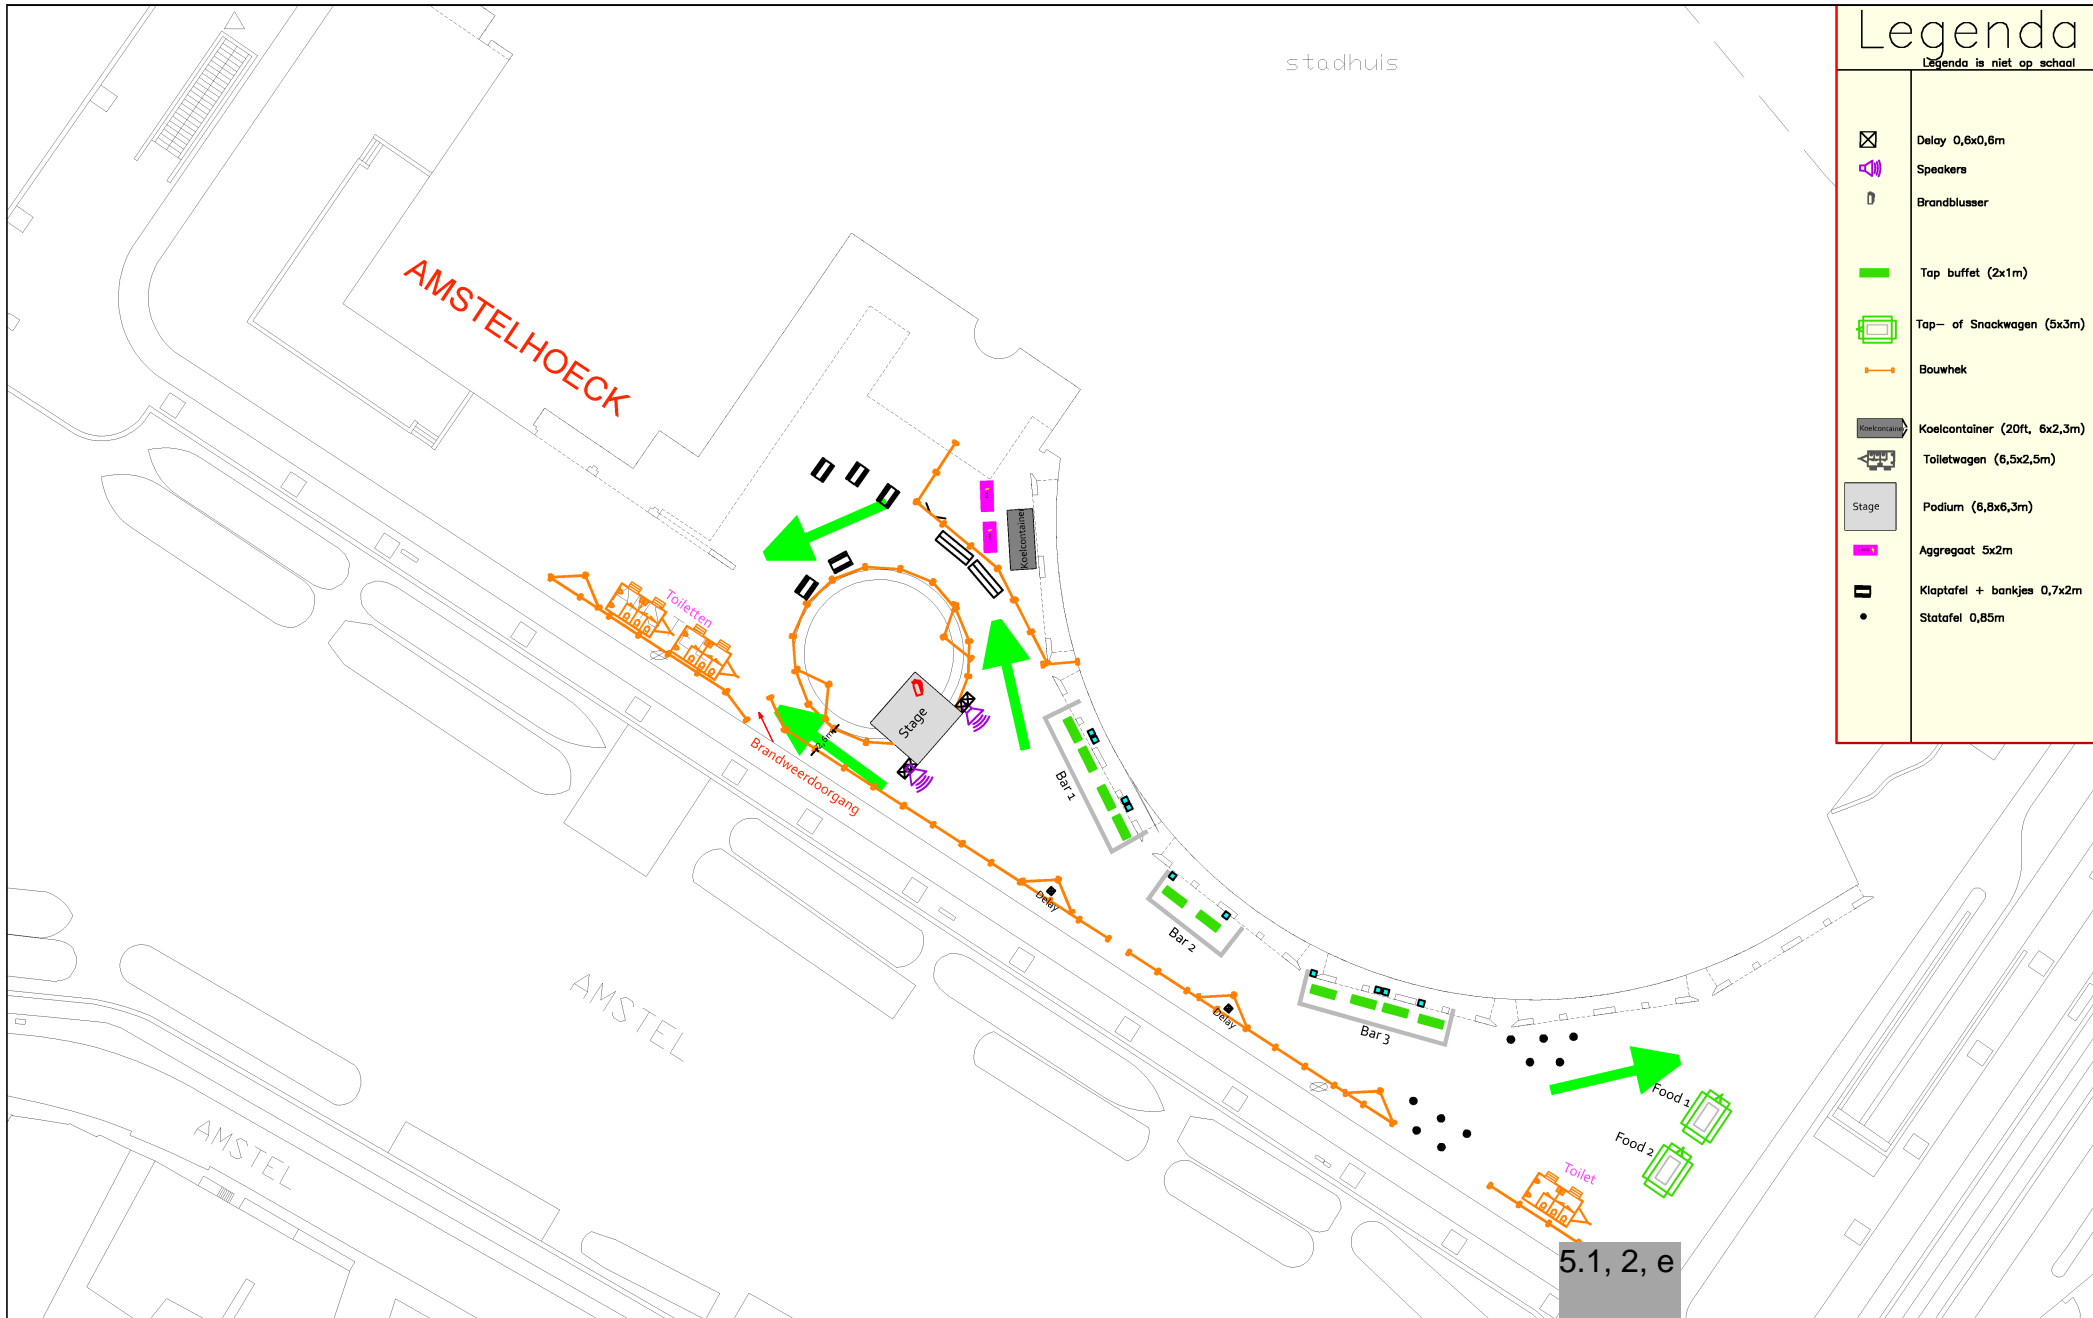 stadhuis
Legenda
Legenda is niet op schaal
Delay 0,6x0,6m
Speakers
Brandblusser
Tap buffet (2x1m)
Tap- of Snackwagen (5x3m)
Bouwhek
Koelcontainer
Koelcontainer (20ft, 6x2,3m)
Toiletwagen (6,5x2,5m)
Stage
Podium (6,8x6,3m)
Aggregaat 5x2m
Klaptafel + bankjes 0,7x2m
Statafel 0,85m
AMSTELHOECK
Koelcontainer
Toiletten
Stage
Brandweerdoorgang
Bar 1
Delay
Bar 2
Delay
Bar 3
Food 1
Food 2
Toilet
AMSTEL
AMSTEL
5.1, 2, e